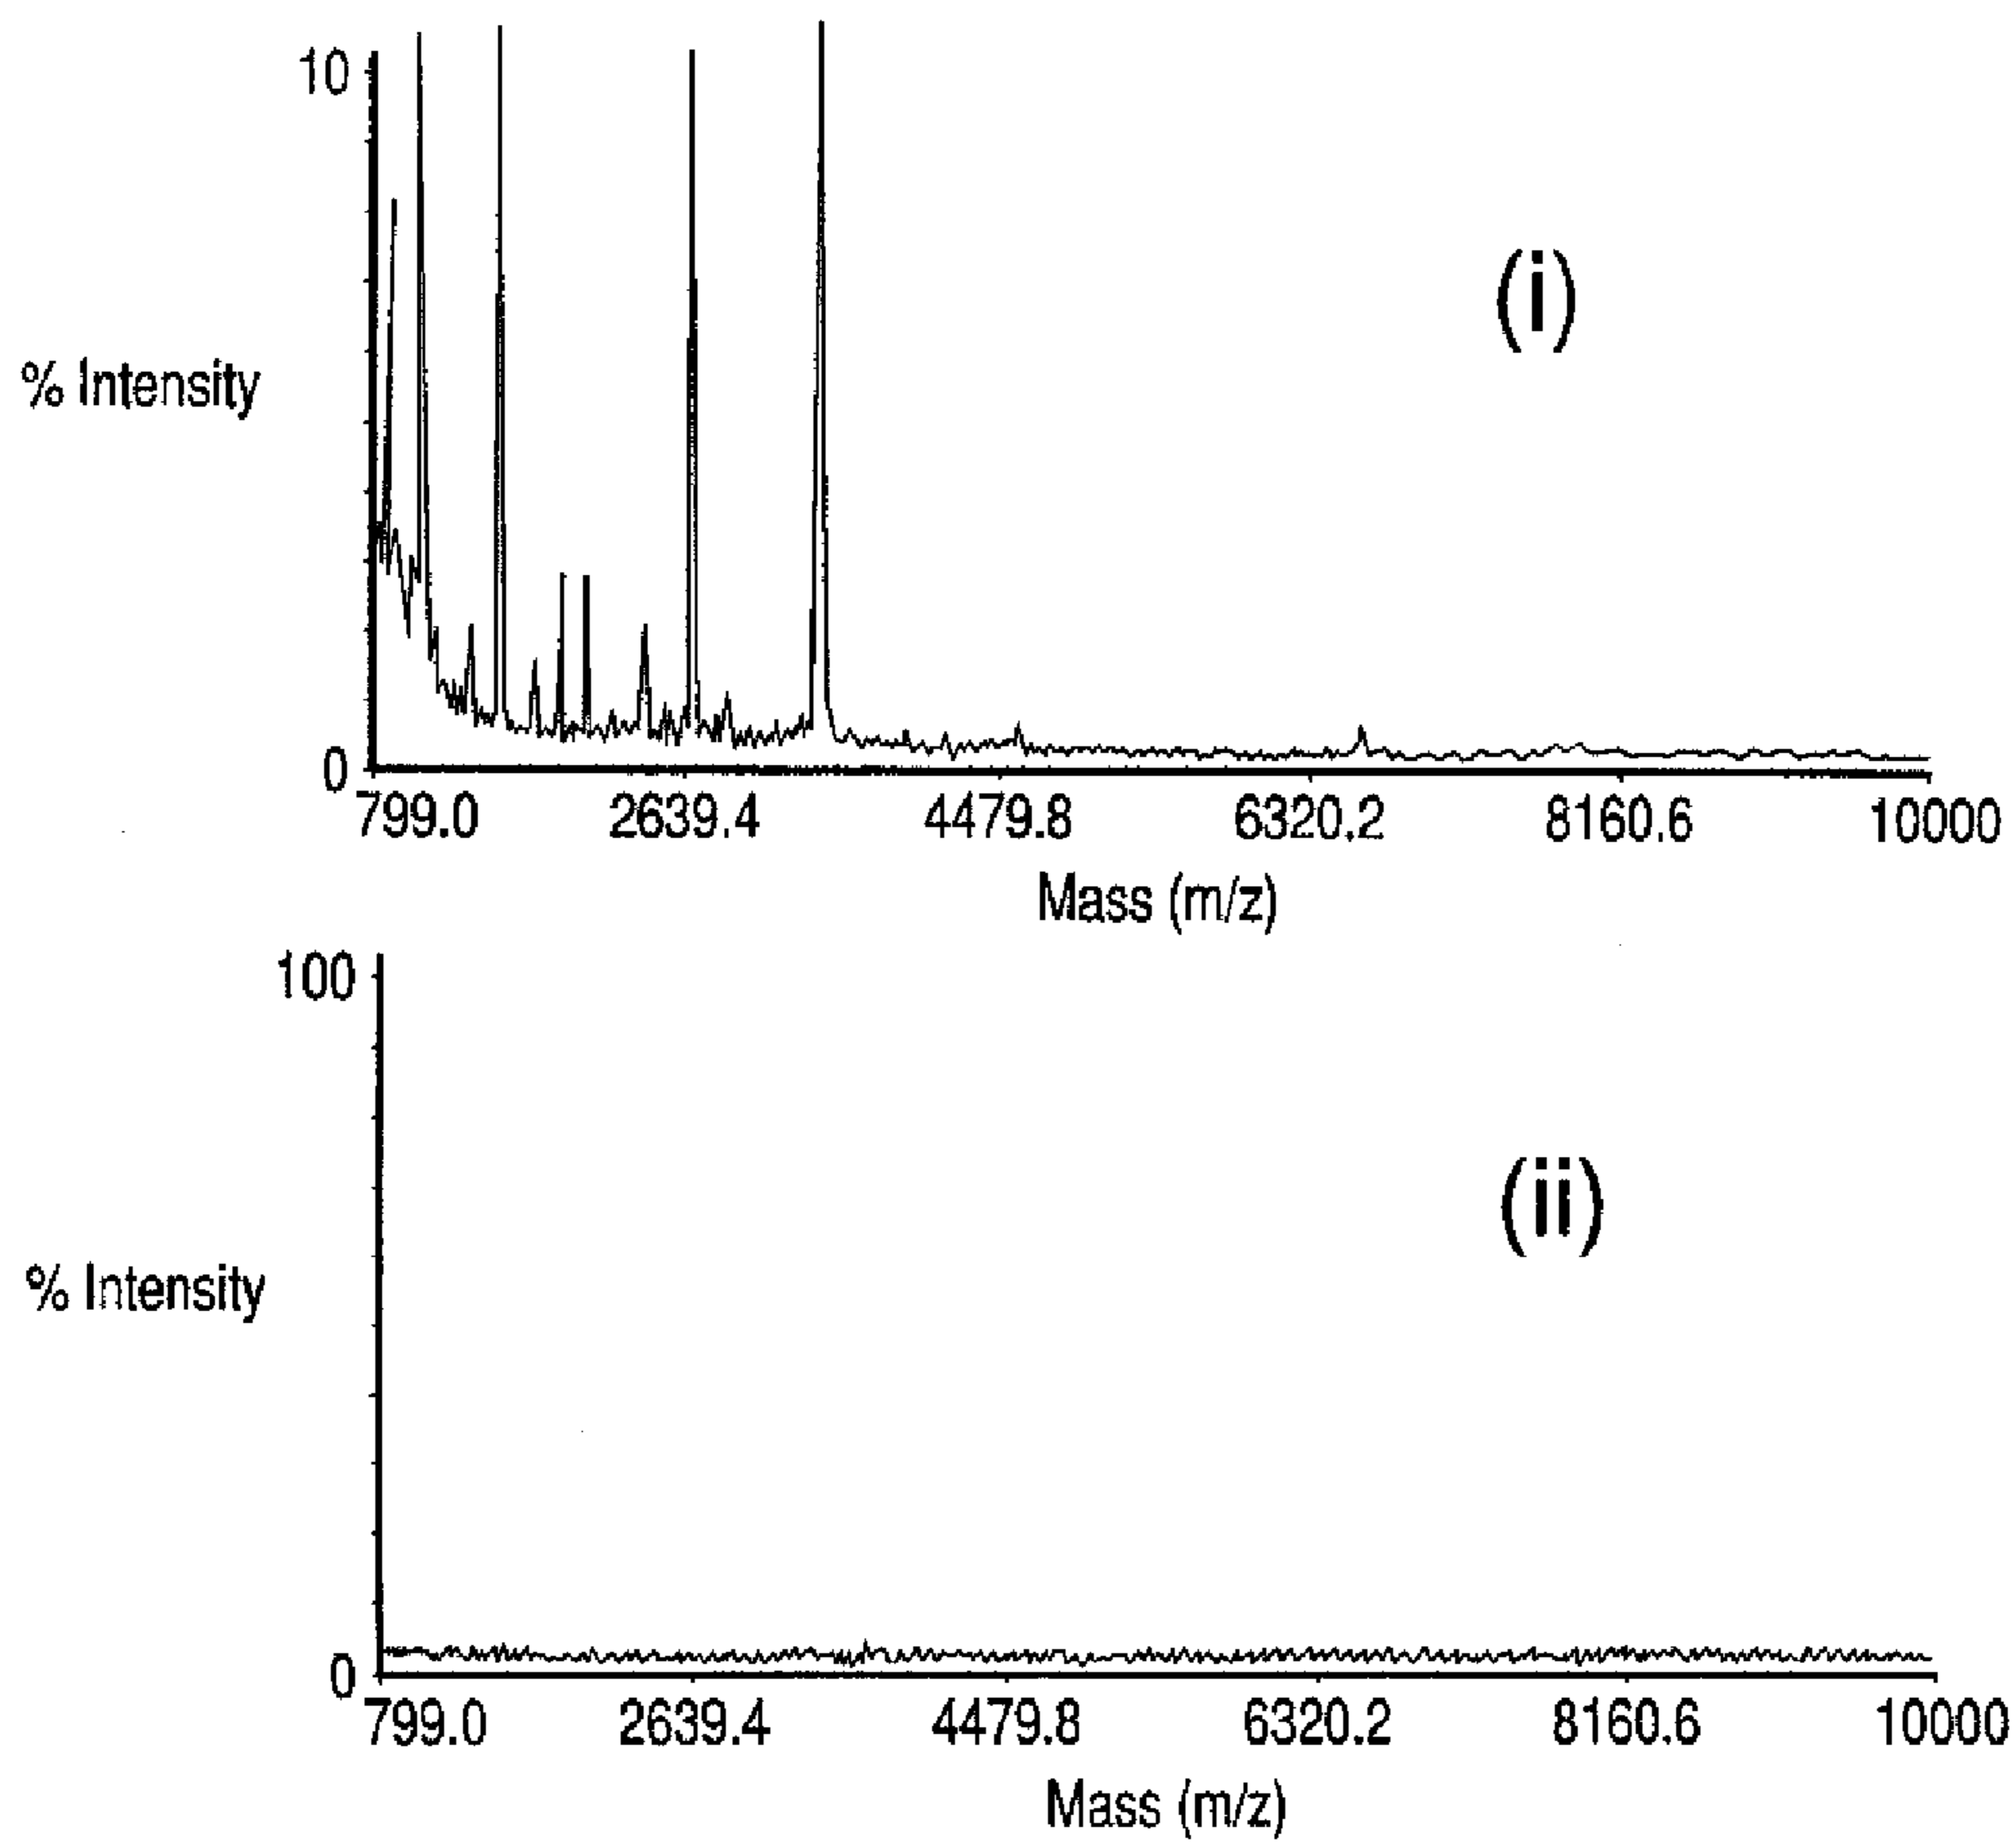 10
(i)
% Intensity
0
799.0 2639.4 4479.8 6320.2 8160.6 10000
Mass (m/z)
100
(ii)
% Intensity
0
799.0 2639.4 4479.8 6320.2 8160.6 10000
Mass (m/z)